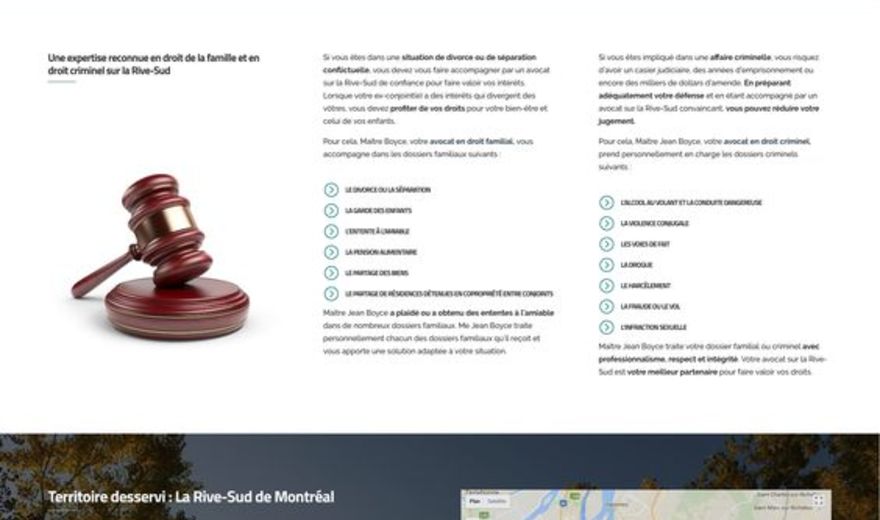 Une expertise reconnue en droit de la famille et en
droit criminel sur la Rive-Sud
Si vous êtes dans une situation de divorce ou de séparation
conflictuelle, vous devez vous faire accompagner par un avocat
sur la Rive-Sud de confiance pour faire valoir vos intérêts.
Lorsque votre ex-conjoint(e) a des intérêts qui divergent des
vôtres, vous devez profiter de vos droits pour votre bien-être et
celui de vos enfants.
Pour cela, Maître Boyce, votre avocat en droit familial, vous
accompagne dans les dossiers familiaux suivants :
LE DIVORCE OU LA SÉPARATION
LA GARDE DES ENFANTS
L'ENTENTE À L'AMIABLE
LA PENSION ALIMENTAIRE
LE PARTAGE DES BIENS
LE PARTAGE DE RÉSIDENCES DÉTENUES EN COPROPRIÉTÉ ENTRE CONJOINTS
Maître Jean Boyce a plaidé ou a obtenu des ententes à l'amiable
dans de nombreux dossiers familiaux. Me Jean Boyce traite
personnellement chacun des dossiers familiaux qu'il reçoit et
vous apporte une solution adaptée à votre situation.
Si vous êtes impliqué dans une affaire criminelle, vous risquez
d'avoir un casier judiciaire, des années d'emprisonnement ou
encore des milliers de dollars d'amende. En préparant
adéquatement votre défense et en étant accompagné par un
avocat sur la Rive-Sud convaincant, vous pouvez réduire votre
jugement.
Pour cela, Maître Jean Boyce, votre avocat en droit criminel,
prend personnellement en charge les dossiers criminels
suivants :
L'ALCOOL AU VOLANT ET LA CONDUITE DANGEREUSE
LA VIOLENCE CONJUGALE
LES VOIES DE FAIT
LA DROGUE
LE HARCÈLEMENT
LA FRAUDE OU LE VOL
L'INFRACTION SEXUELLE
Maître Jean Boyce traite votre dossier familial ou criminel avec
professionnalisme, respect et intégrité. Votre avocat sur la Rive-
Sud est votre meilleur partenaire pour faire valoir vos droits.
Territoire desservi : La Rive-Sud de Montréal
Plan Satellite